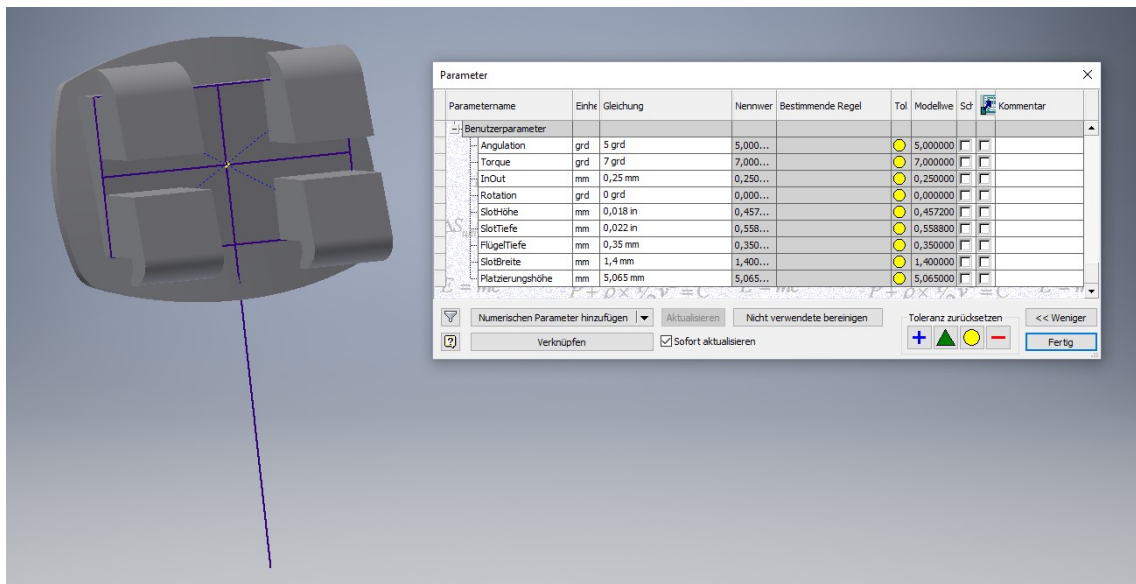 Parameter
Parametername Einhe Gleichung Nennwer Bestimmende Regel Tol Modellwe Sch Kommentar
Benutzerparameter
Angulation grd 5 grd 5,000... 5,000000
Torque grd 7 grd 7,000... 7,000000
InOut mm 0,25 mm 0,250... 0,250000
Rotation grd 0 grd 0,000... 0,000000
SlotHöhe mm 0,018 in 0,457... 0,457200
SlotTiefe mm 0,022 in 0,558... 0,558800
FlügelTiefe mm 0,35 mm 0,350... 0,350000
SlotBreite mm 1,4 mm 1,400... 1,400000
Platzierungshöhe mm 5,065 mm 5,065... 5,065000
Numerischen Parameter hinzufügen Aktualisieren Nicht verwendete bereinigen Toleranz zurücksetzen << Weniger
Verknüpfen Sofort aktualisieren Fertig